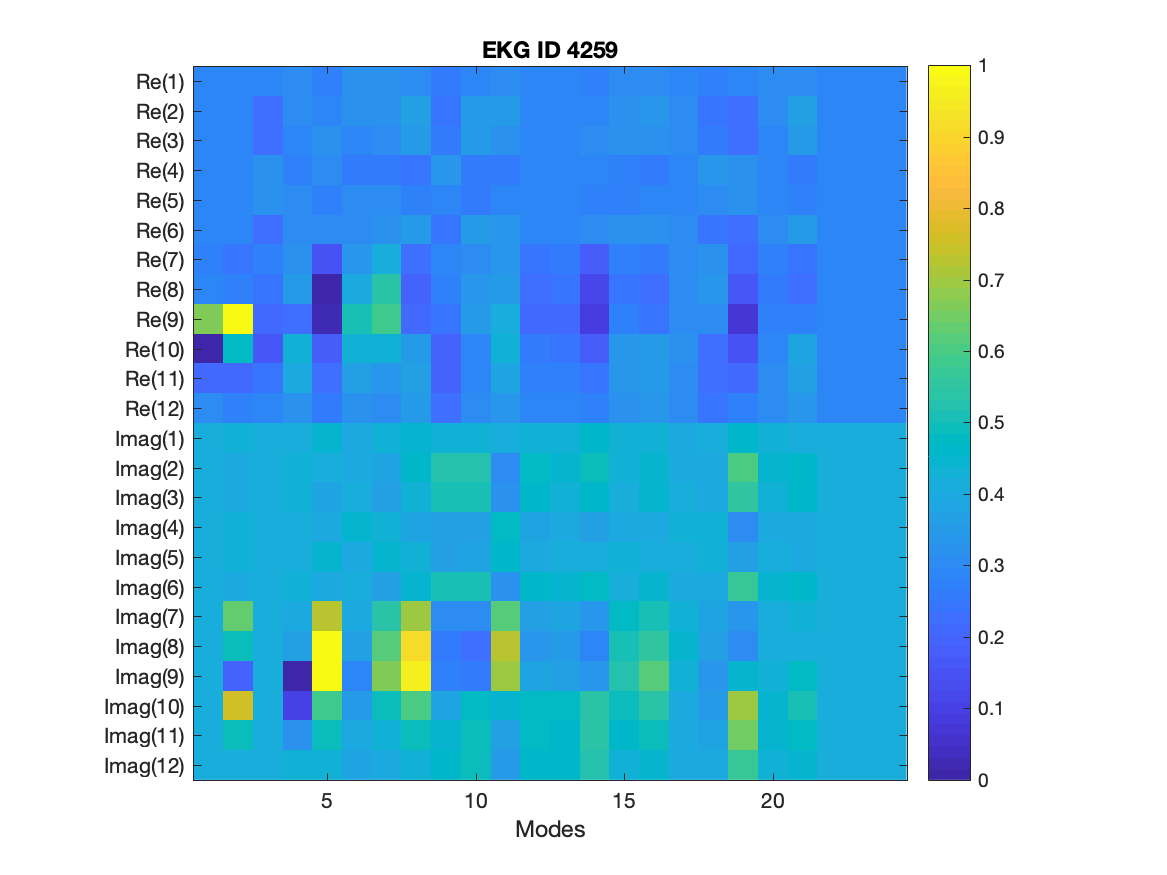 EKG ID 4259
Re(1)
Re(2)
Re(3)
Re(4)
Re(5)
Re(6)
Re(7)
Re(8)
Re(9)
Re(10)
Re(11)
Re(12)
Imag(1)
Imag(2)
Imag(3)
Imag(4)
Imag(5)
Imag(6)
Imag(7)
Imag(8)
Imag(9)
Imag(10)
Imag(11)
Imag(12)
5 10 15 20
Modes
1
0.9
0.8
0.7
0.6
0.5
0.4
0.3
0.2
0.1
0